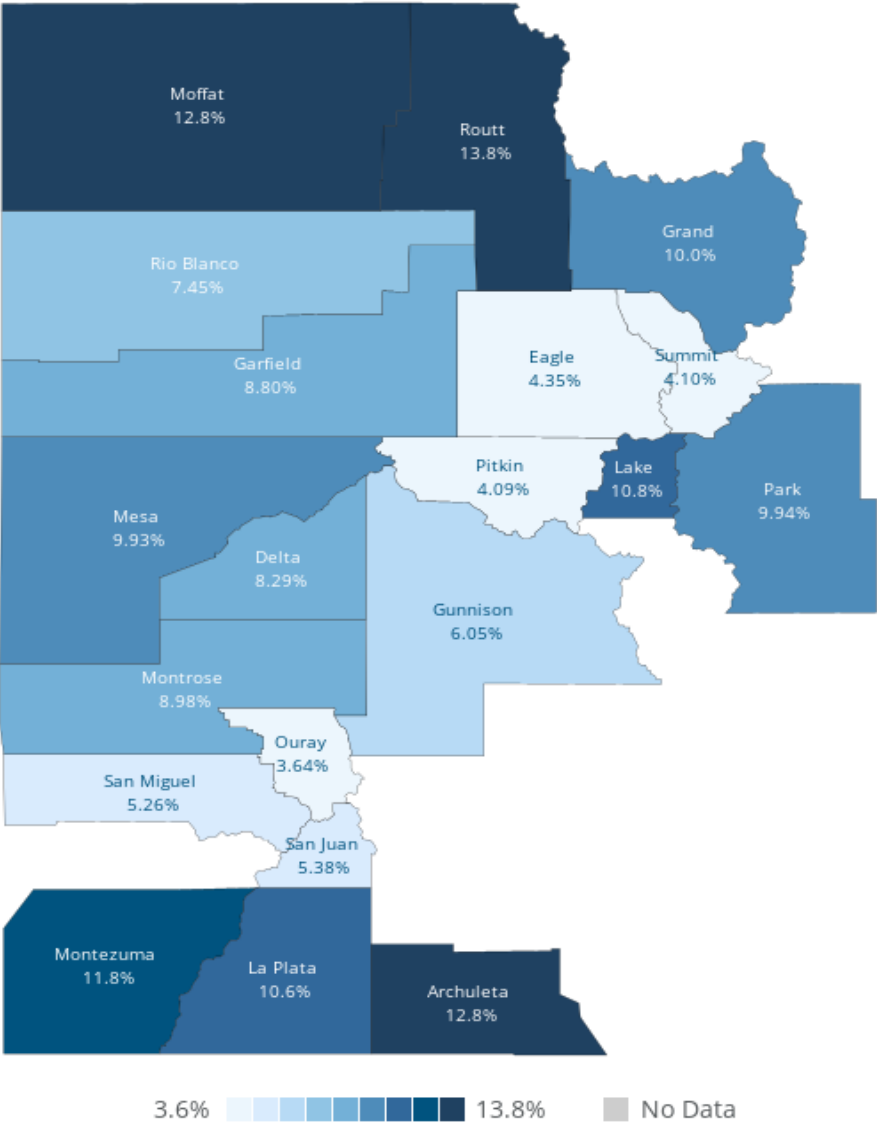 Moffat
12.8%
Routt
13.8%
Grand
10.0%
Rio Blanco
7.45%
Garfield
8.80%
Eagle
4.35%
Summit
4.10%
Pitkin
4.09%
Lake
10.8%
Park
9.94%
Mesa
9.93%
Delta
8.29%
Gunnison
6.05%
Montrose
8.98%
Ouray
3.64%
San Miguel
5.26%
San Juan
5.38%
Montezuma
11.8%
La Plata
10.6%
Archuleta
12.8%
3.6% 13.8% No Data